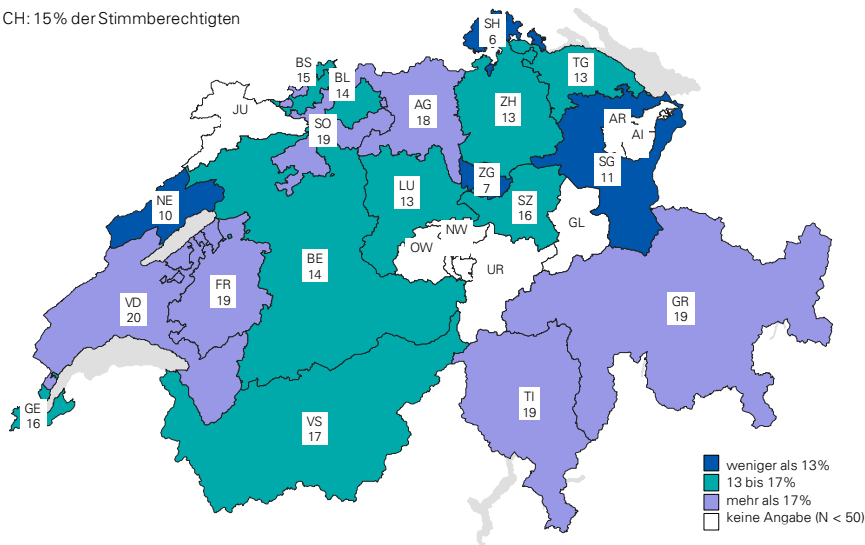 CH: 15% der Stimmberechtigten
SH
6
BS
15
BL
14
TG
13
JU
AG
18
ZH
13
SO
19
AR
AI
SG
11
ZG
7
NE
10
LU
13
SZ
16
GL
NW
OW
UR
BE
14
FR
19
VD
20
GR
19
TI
19
GE
16
VS
17
weniger als 13%
13 bis 17%
mehr als 17%
keine Angabe (N < 50)